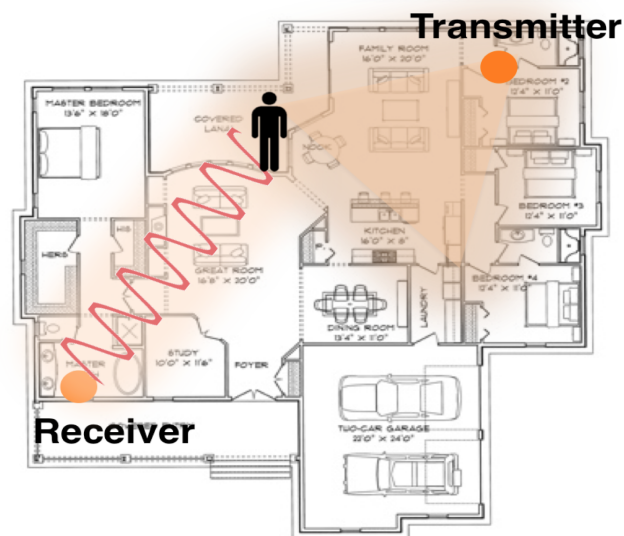 Transmitter
FAMILY ROOM
16'0" X 20'0"
BEDROOM #2
12'4" X 11'0"
MASTER BEDROOM
13'6" X 18'0"
COVERED
LANAI
NOOK
BEDROOM #3
12'4" X 11'0"
HIS
HERS
KITCHEN
16'0" X 8'
GREAT ROOM
16'8" X 20'0"
BEDROOM #4
12'4" X 11'0"
LAUNDRY
DINING ROOM
13'4" X 11'0"
STUDY
10'0" X 11'6"
FOYER
MASTER
Receiver
TWO-CAR GARAGE
22'0" X 24'0"